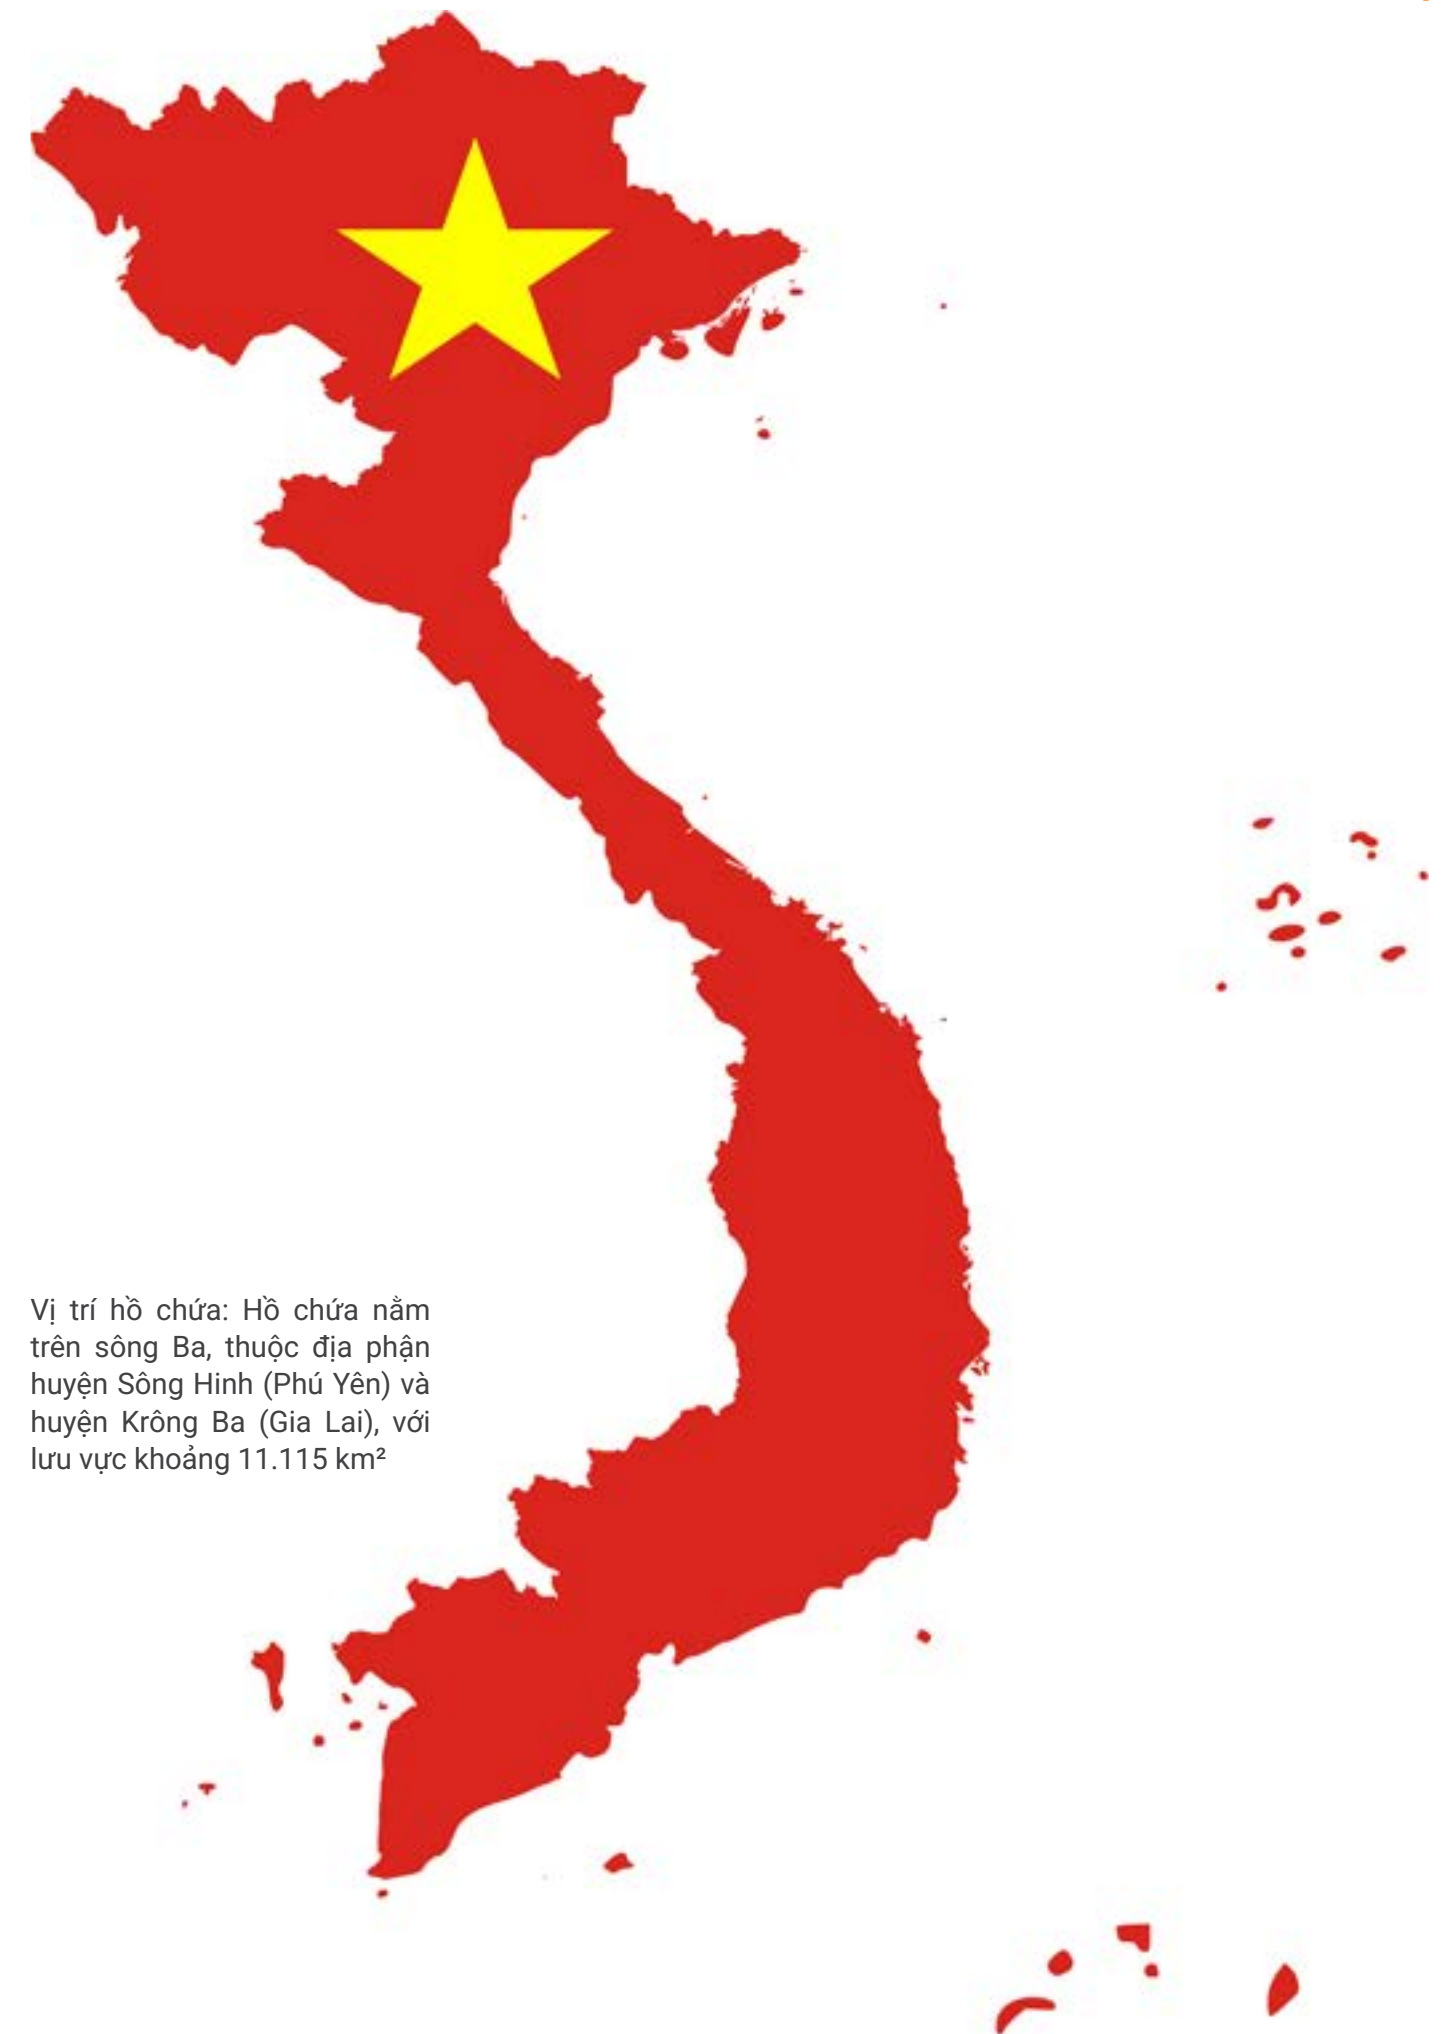 Vị trí hồ chứa: Hồ chứa nằm
trên sông Ba, thuộc địa phận
huyện Sông Hinh (Phú Yên) và
huyện Krông Ba (Gia Lai), với
lưu vực khoảng 11.115 km²